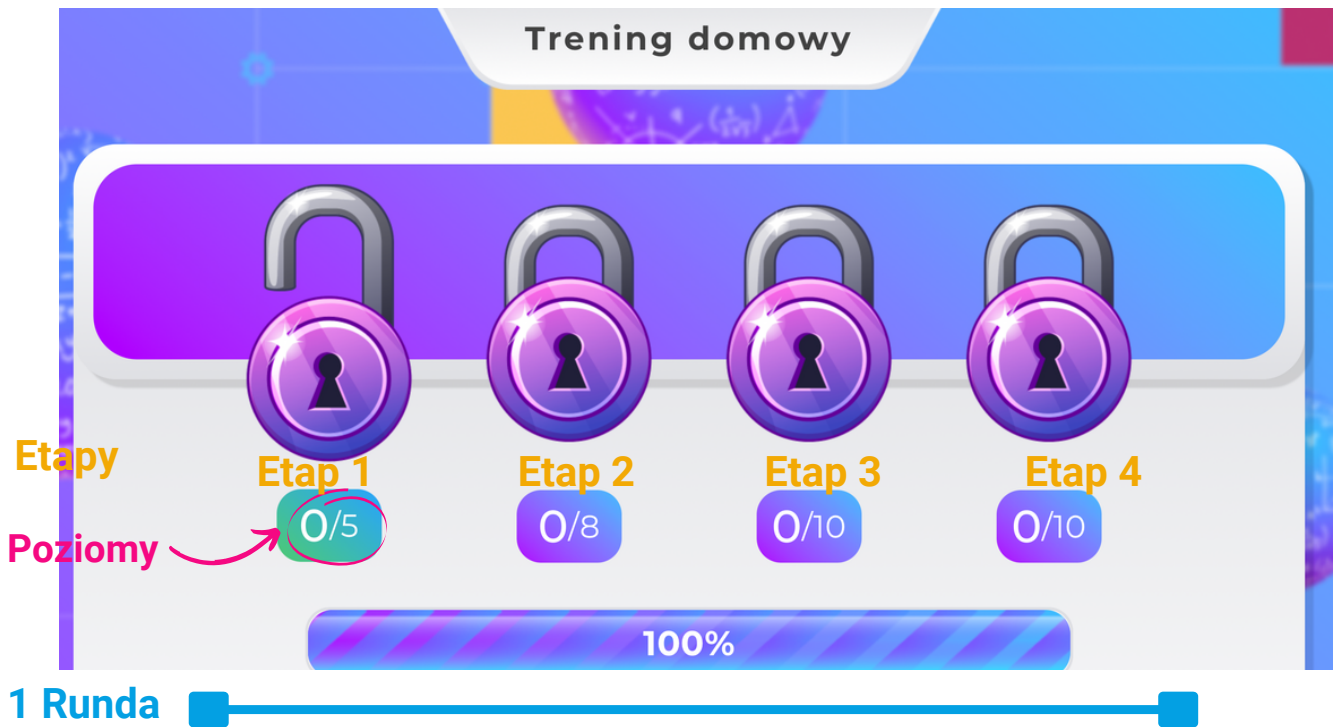 Trening domowy
Etapy
Etap 1
Etap 2
Etap 3
Etap 4
Poziomy
0/5
0/8
0/10
0/10
100%
1 Runda